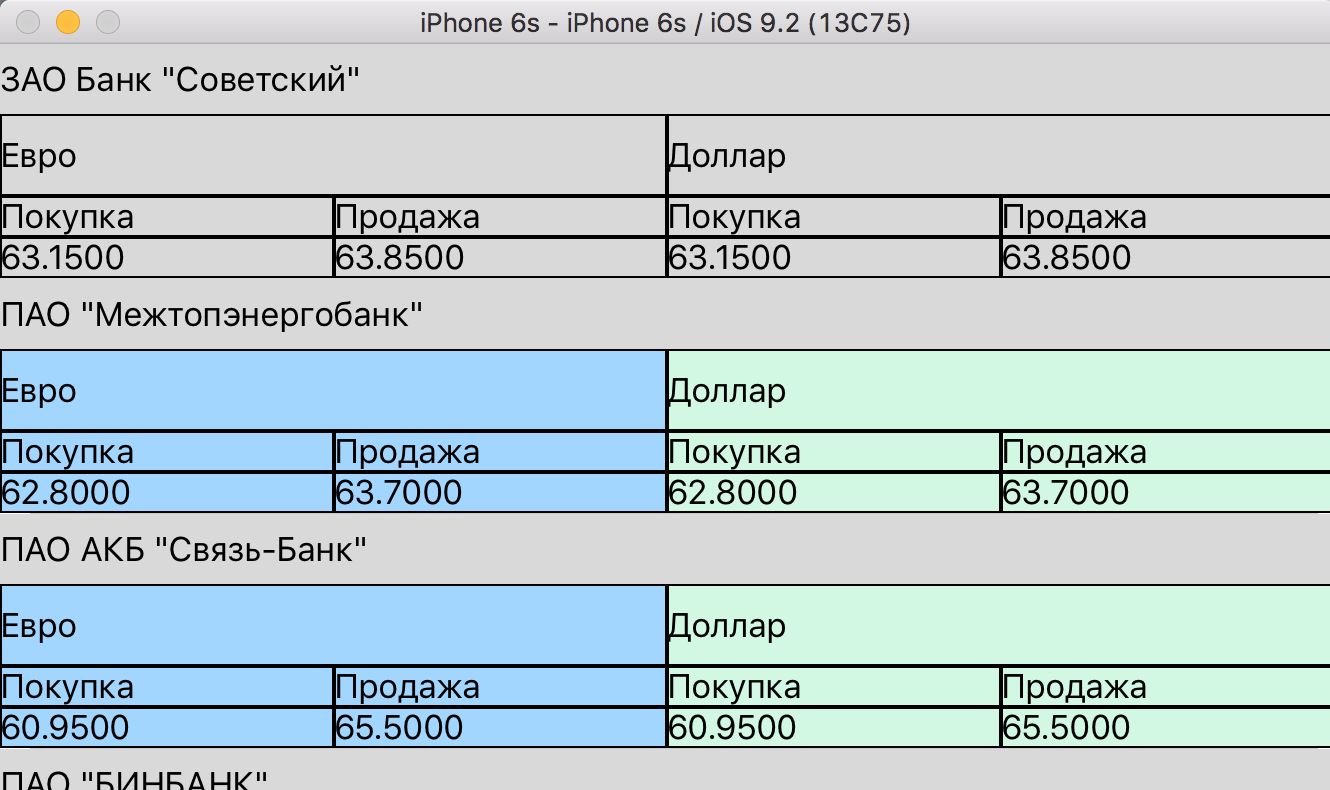 iPhone 6s - iPhone 6s / iOS 9.2 (13C75)
ЗАО Банк "Советский"
Евро Доллар
Покупка Продажа Покупка Продажа
63.1500 63.8500 63.1500 63.8500
ПАО "Межтопэнергобанк"
Евро Доллар
Покупка Продажа Покупка Продажа
62.8000 63.7000 62.8000 63.7000
ПАО АКБ "Связь-Банк"
Евро Доллар
Покупка Продажа Покупка Продажа
60.9500 65.5000 60.9500 65.5000
ПАО "БИНБАНК"